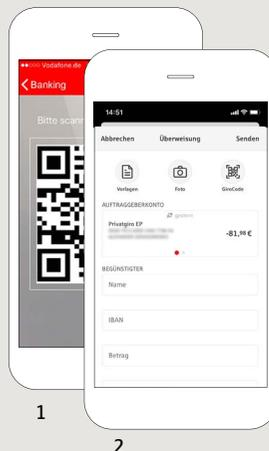 Vodafone.de
Banking
Bitte scann
14:51
Abbrechen Überweisung Senden
Vorlagen Foto GiroCode
AUFTRAGGEBERKONTO
gestern
Privatgiro EP
-81,98 €
BEGÜNSTIGTER
Name
IBAN
Betrag
1
2